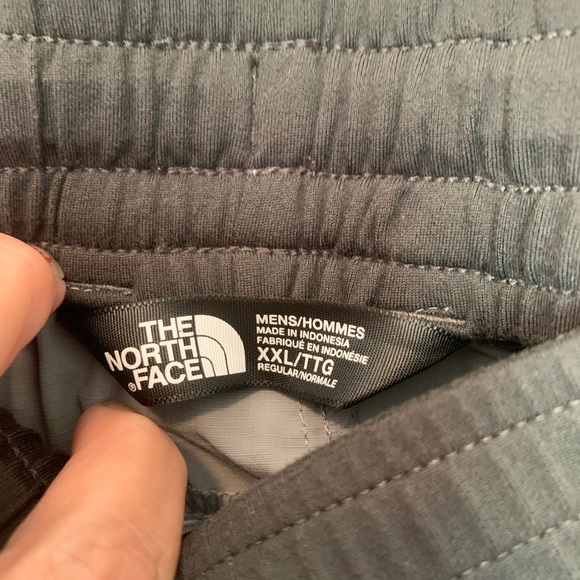 THE
NORTH
FACE®
MENS/HOMMES
MADE IN INDONESIA
FABRIQUÉ EN INDONÉSIE
XXL/TTG
REGULAR/NORMALE